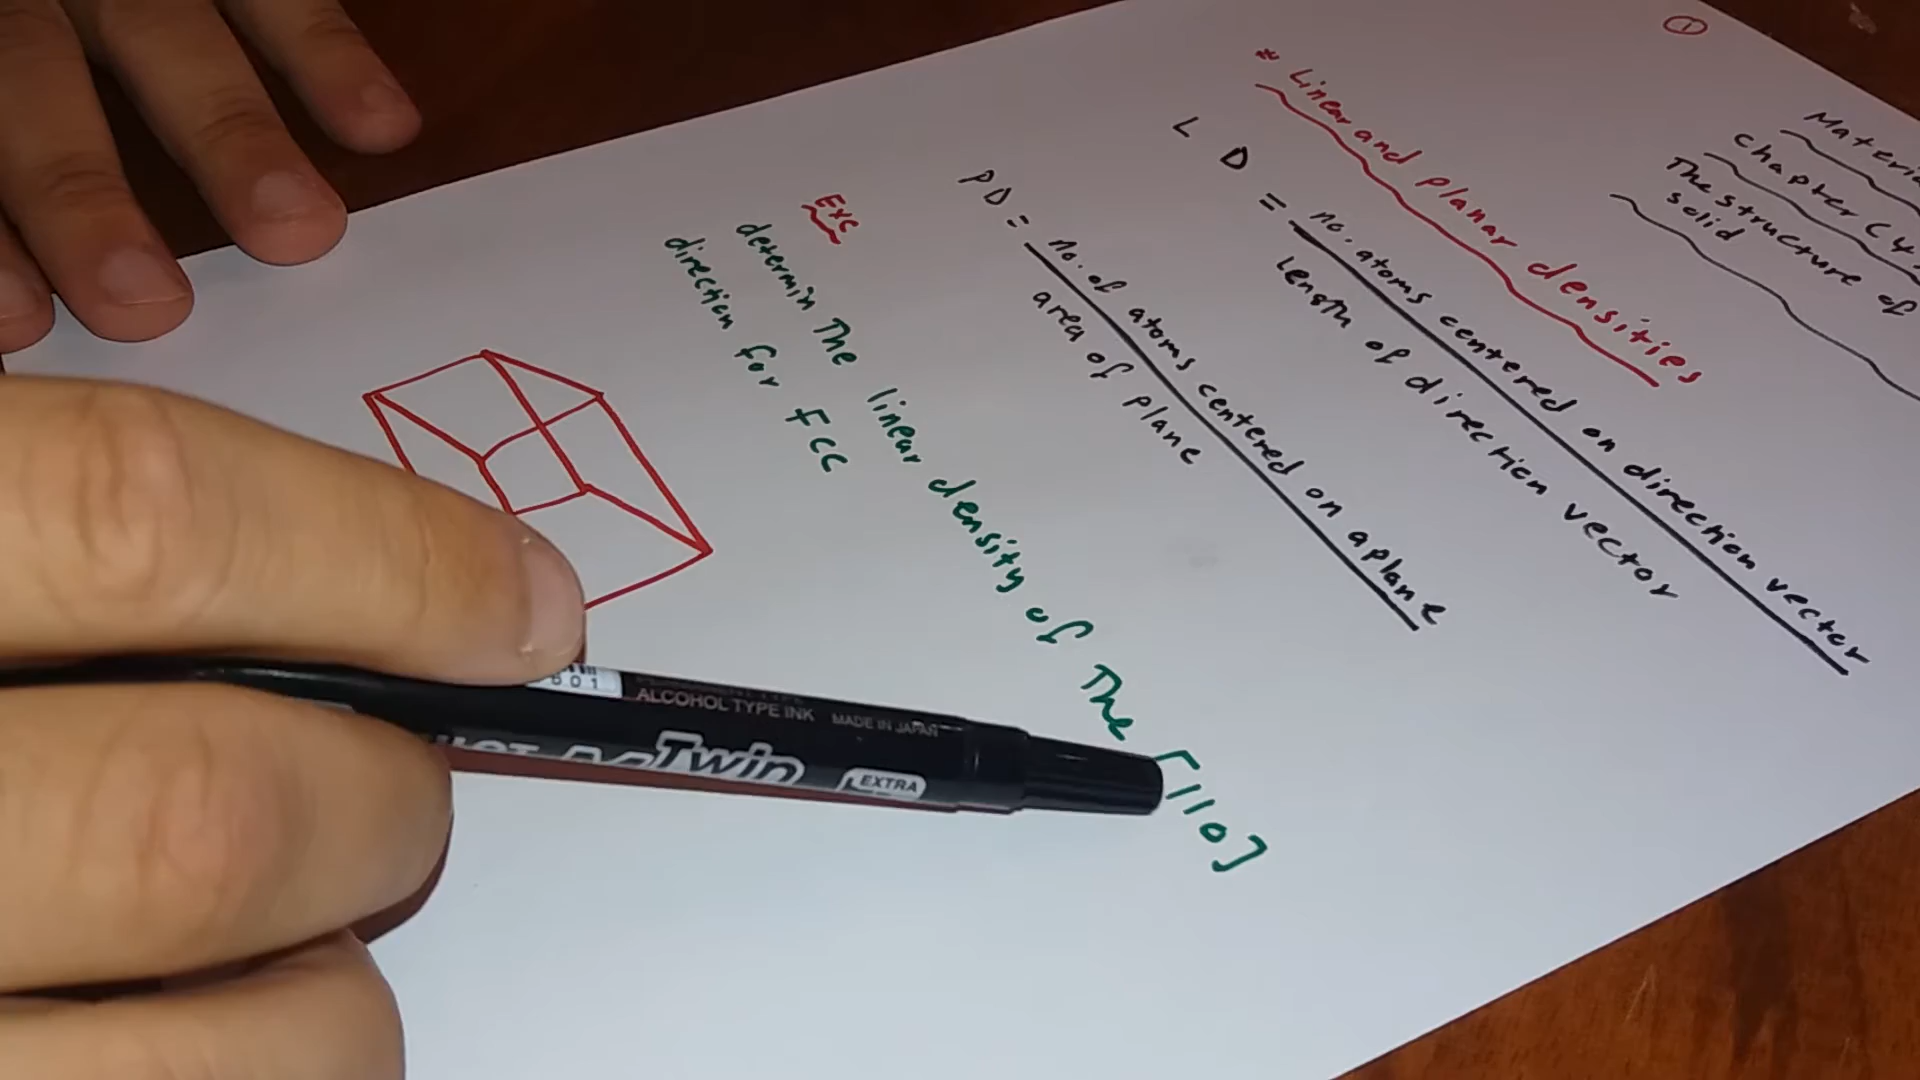 ①
Materia
Chapter (4
The structure of
solid
* Linear and planar densities
L D = no. atoms centered on direction vector
length of direction vector
PD = no. of atoms centered on a plane
area of plane
Exc
determin The linear density of The [110]
direction for FCC
601
ALCOHOL TYPE INK MADE IN JAPAN
Twin
EXTRA